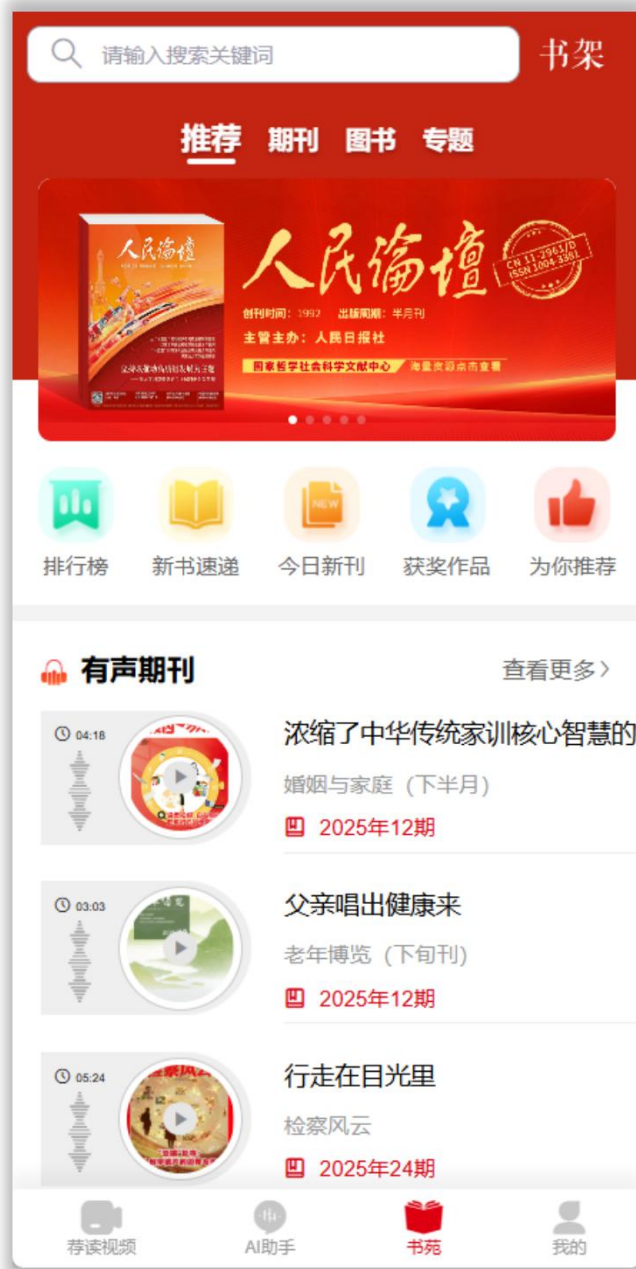 请输入搜索关键词 书架
推荐 期刊 图书 专题
人民論壇
人民論壇
CN 11-2961/D
ISSN 1004-3381
创刊时间：1992 出版周期：半月刊
主管主办：人民日报社
国家哲学社会科学文献中心 海量资源点击查看
NEW
排行榜 新书速递 今日新刊 获奖作品 为你推荐
有声期刊 查看更多>
04:18
浓缩了中华传统家训核心智慧的
婚姻与家庭（下半月）
2025年12期
03:03
父亲唱出健康来
老年博览（下旬刊）
2025年12期
05:24
行走在目光里
检察风云
2025年24期
荐读视频 AI助手 书苑 我的